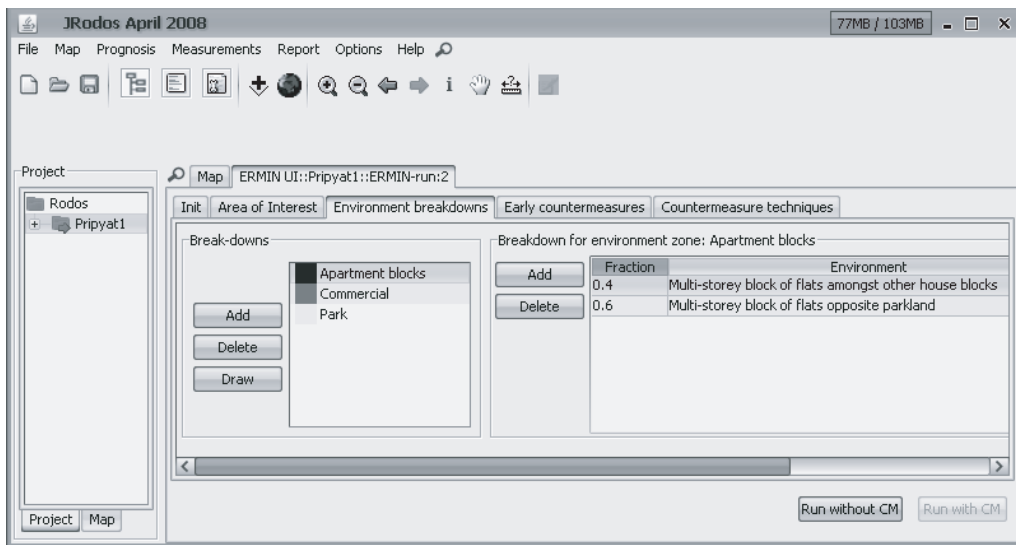 JRodos April 2008
77MB / 103MB
File Map Prognosis Measurements Report Options Help
Project
Map ERMIN UI::Pripyat1::ERMIN-run:2
Rodos
Pripyat1
Init Area of Interest Environment breakdowns Early countermeasures Countermeasure techniques
Break-downs
Apartment blocks
Commercial
Park
Add
Delete
Draw
Breakdown for environment zone: Apartment blocks
Add
Delete
Fraction Environment
0.4 Multi-storey block of flats amongst other house blocks
0.6 Multi-storey block of flats opposite parkland
Run without CM Run with CM
Project Map